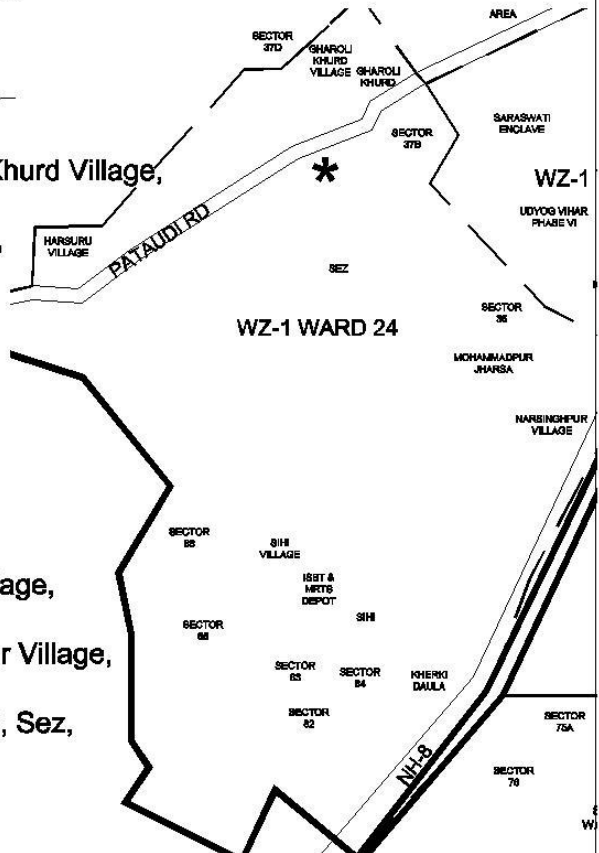 AREA
SECTOR
37D
GHAROLI
KHURD
VILLAGE
GHAROLI
KHURD
SECTOR
37B
SARASWATI
ENCLAVE
Khurd Village,
*
WZ-1
UDYOG VIHAR
PHASE VI
HARSURU
VILLAGE
PATAUDI RD
SEZ
SECTOR
WZ-1 WARD 24
MOHAMMADPUR
JHARSA
NARSINGHPUR
VILLAGE
SECTOR
SIHI
VILLAGE
ISBT &
MRTS
DEPOT
age,
SIHI
SECTOR
r Village,
SECTOR
SECTOR
84
KHERKI
DAULA
, Sez,
SECTOR
82
SECTOR
75A
NH-8
SECTOR
76